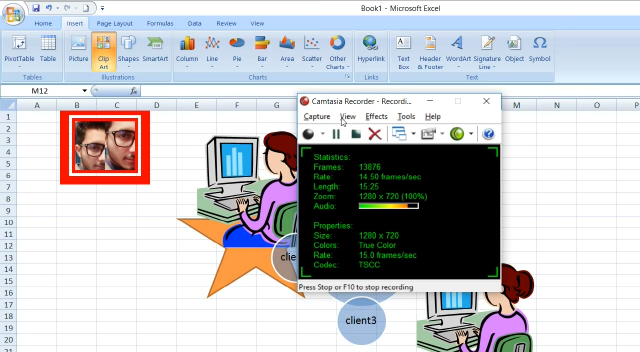 Book1 - Microsoft Excel
Home Insert Page Layout Formulas Data Review View
PivotTable Table Picture Clip Art Shapes SmartArt Column Line Pie Bar Area Scatter Other Charts Hyperlink Text Box Header & Footer WordArt Signature Line Object Symbol
Tables Illustrations Charts Links Text
M12 fx
A B C D E F G M N O P
1
2
3
4
5
6
7
8
9
10
11
12
13
14
15
16
17
18
19
20
21
Camtasia Recorder - Recordi...
Capture View Effects Tools Help
Statistics:
Frames: 13876
Rate: 14.50 frames/sec
Length: 15:25
Zoom: 1280 x 720 (100%)
Audio:
Properties:
Size: 1280 x 720
Colors: True Color
Rate: 15.0 frames/sec
Codec: TSCC
Press Stop or F10 to stop recording
client3